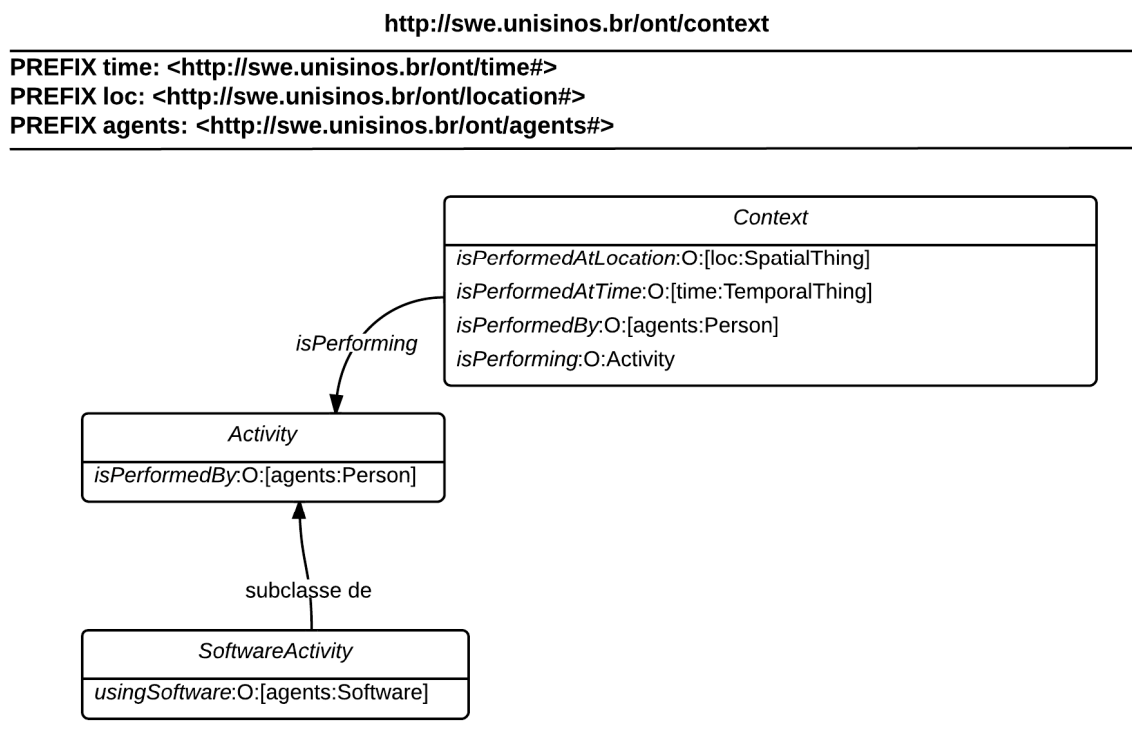 http://swe.unisinos.br/ont/context
PREFIX time: <http://swe.unisinos.br/ont/time#>
PREFIX loc: <http://swe.unisinos.br/ont/location#>
PREFIX agents: <http://swe.unisinos.br/ont/agents#>
Context
isPerformedAtLocation:O:[loc:SpatialThing]
isPerformedAtTime:O:[time:TemporalThing]
isPerformedBy:O:[agents:Person]
isPerforming:O:Activity
isPerforming
Activity
isPerformedBy:O:[agents:Person]
subclasse de
SoftwareActivity
usingSoftware:O:[agents:Software]